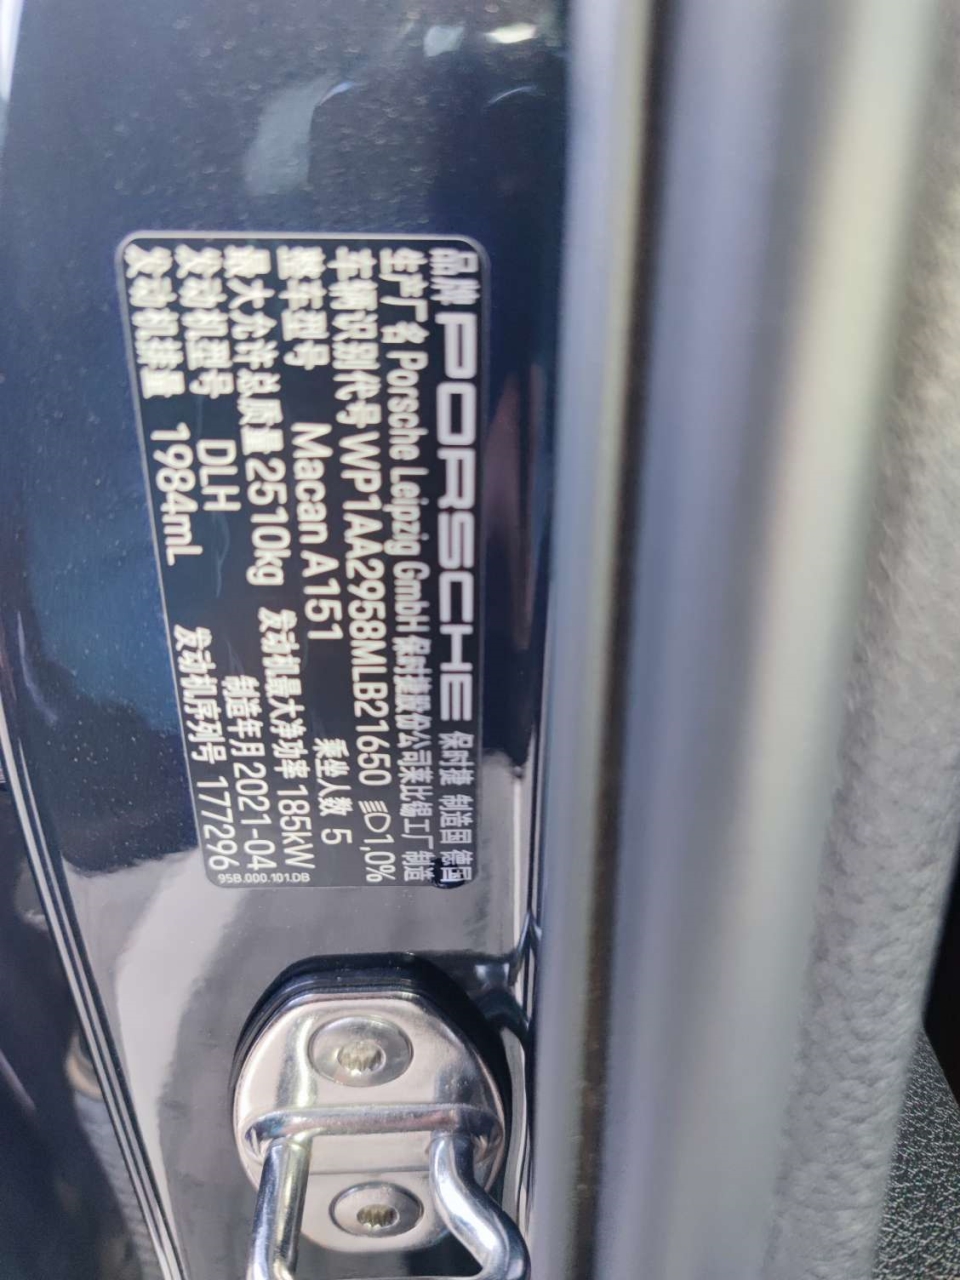 品牌 PORSCHE 保时捷 制造国 德国
生产厂名 Porsche Leipzig GmbH 保时捷股份公司莱比锡工厂 制造
车辆识别代号 WP1AA2958MLB21650 1,0%
整车型号 Macan A151 乘坐人数 5
最大允许总质量 2510kg 发动机最大净功率 185kW
发动机型号 DLH 制造年月 2021-04
发动机排量 1984mL 发动机序列号 177296
95B.000.101.DB